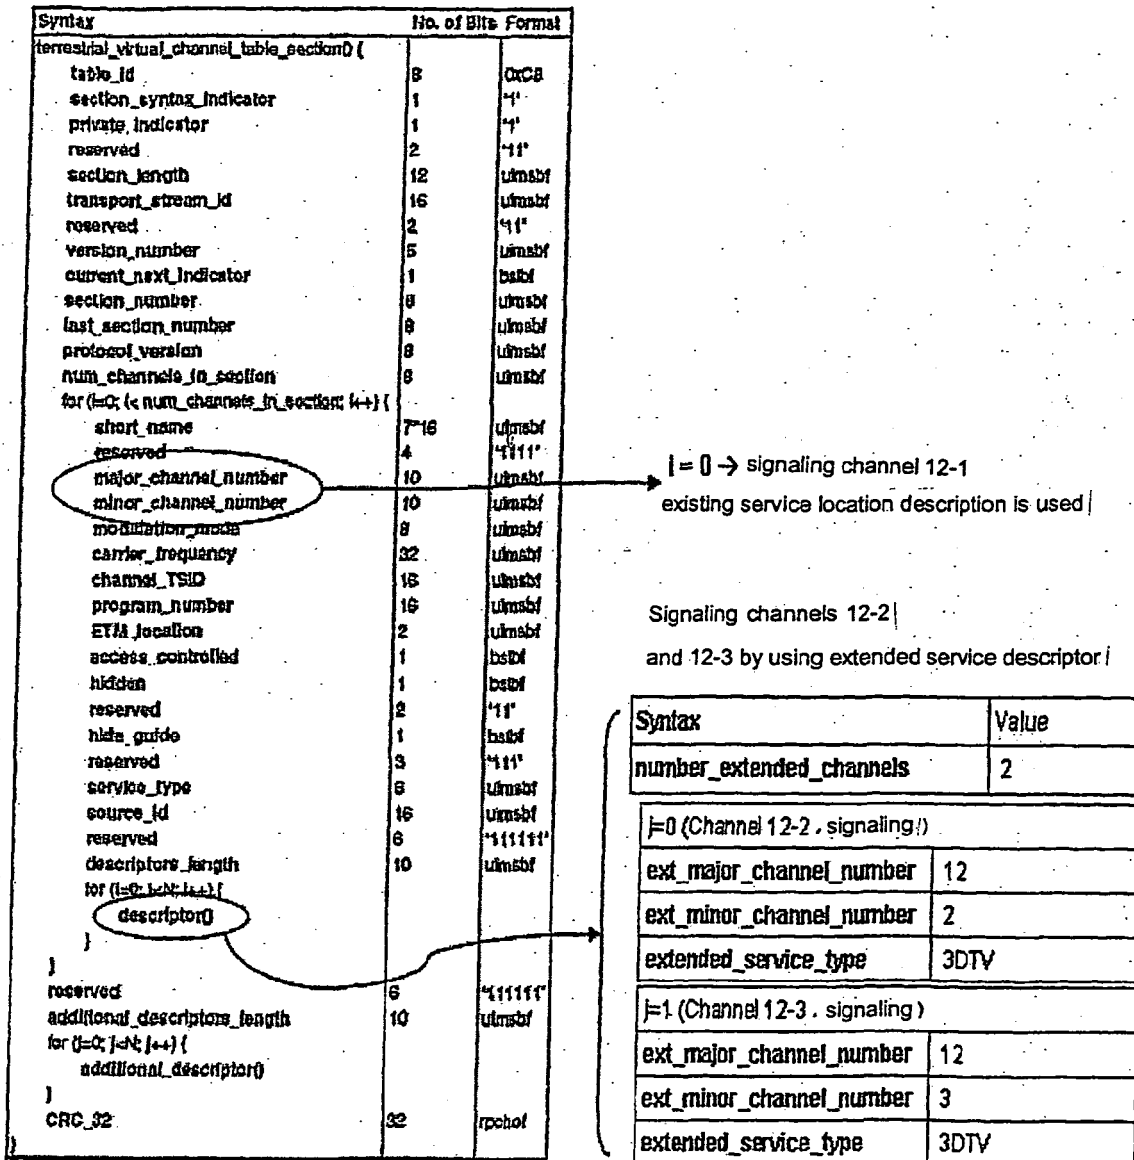 Syntax No. of Bits Format
terrestrial_virtual_channel_table_section() {
table_id 8 0xC8
section_syntax_indicator 1 '1'
private_indicator 1 '1'
reserved 2 '11'
section_length 12 uimsbf
transport_stream_id 16 uimsbf
reserved 2 '11'
version_number 5 uimsbf
current_next_indicator 1 bslbf
section_number 8 uimsbf
last_section_number 8 uimsbf
protocol_version 8 uimsbf
num_channels_in_section 8 uimsbf
for (i=0; i< num_channels_in_section; i++) {
short_name 7*16 uimsbf
reserved 4 '1111'
major_channel_number 10 uimsbf
minor_channel_number 10 uimsbf
modulation_mode 8 uimsbf
carrier_frequency 32 uimsbf
channel_TSID 16 uimsbf
program_number 16 uimsbf
ETM_location 2 uimsbf
access_controlled 1 bslbf
hidden 1 bslbf
reserved 2 '11'
hide_guide 1 bslbf
reserved 3 '111'
service_type 6 uimsbf
source_id 16 uimsbf
reserved 6 '111111'
descriptors_length 10 uimsbf
for (i=0; i<N; i++) {
descriptor()
}
}
reserved 6 '111111'
additional_descriptors_length 10 uimsbf
for (j=0; j<N; j++) {
additional_descriptor()
}
CRC_32 32 rpchof
}
i = 0 → signaling channel 12-1
existing service location description is used
Signaling channels 12-2
and 12-3 by using extended service descriptor
Syntax Value
number_extended_channels 2
j=0 (Channel 12-2 . signaling )
ext_major_channel_number 12
ext_minor_channel_number 2
extended_service_type 3DTV
j=1 (Channel 12-3 . signaling )
ext_major_channel_number 12
ext_minor_channel_number 3
extended_service_type 3DTV